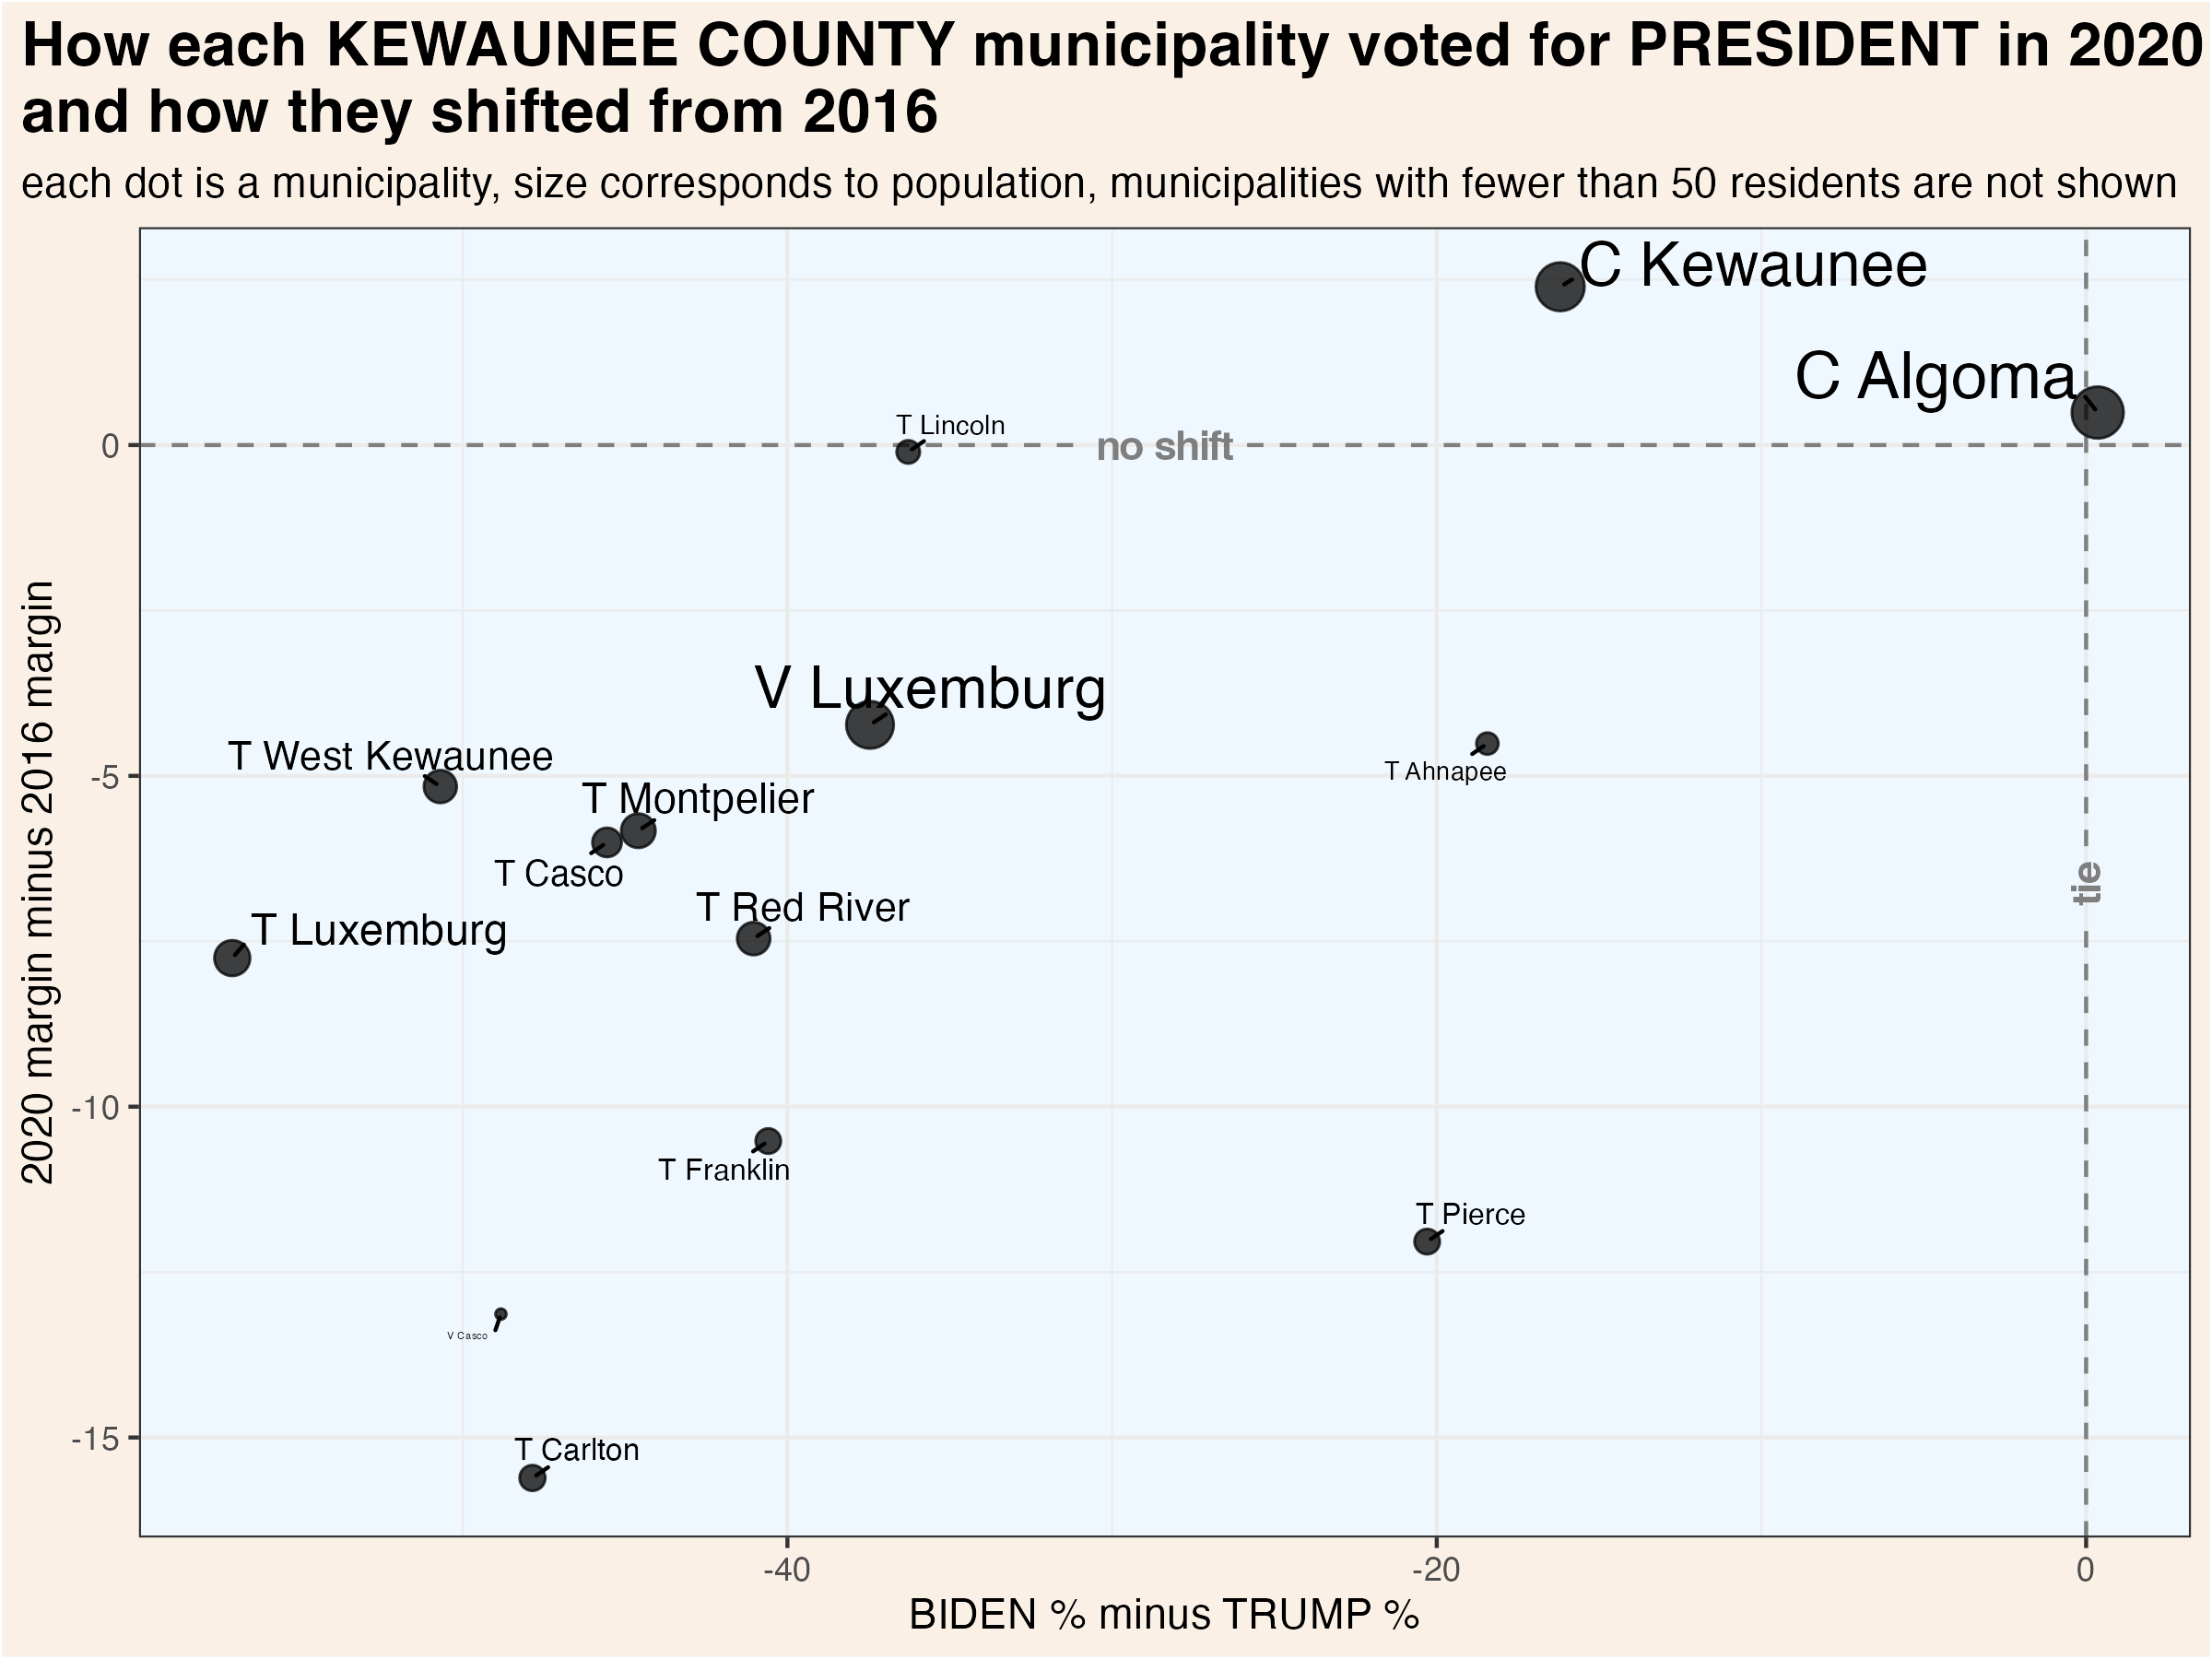 How each KEWAUNEE COUNTY municipality voted for PRESIDENT in 2020
and how they shifted from 2016
each dot is a municipality, size corresponds to population, municipalities with fewer than 50 residents are not shown
C Kewaunee
C Algoma
T Lincoln
0
no shift
V Luxemburg
T West Kewaunee
-5
T Ahnapee
T Montpelier
T Casco
tie
T Red River
T Luxemburg
2020 margin minus 2016 margin
-10
T Franklin
T Pierce
V Casco
-15
T Carlton
-40
-20
0
BIDEN % minus TRUMP %